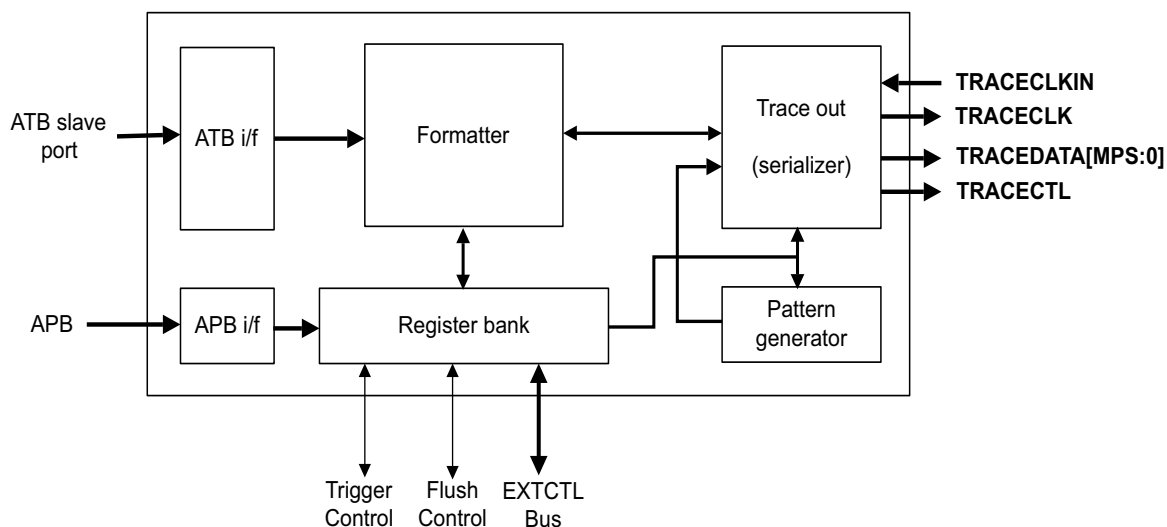 ATB slave
port
ATB i/f
Formatter
Trace out
(serializer)
TRACECLKIN
TRACECLK
TRACEDATA[MPS:0]
TRACECTL
APB
APB i/f
Register bank
Pattern
generator
Trigger
Control
Flush
Control
EXTCTL
Bus